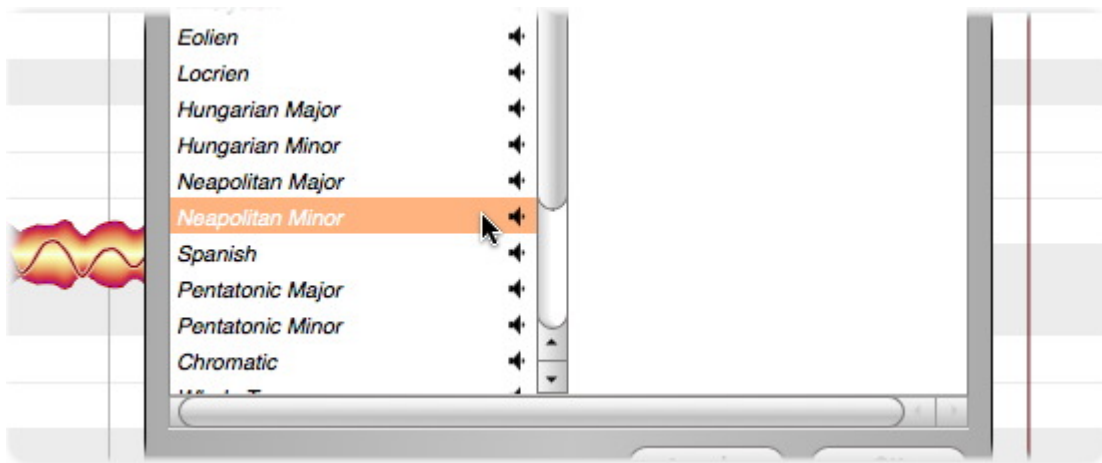 Eolien
Locrien
Hungarian Major
Hungarian Minor
Neapolitan Major
Neapolitan Minor
Spanish
Pentatonic Major
Pentatonic Minor
Chromatic